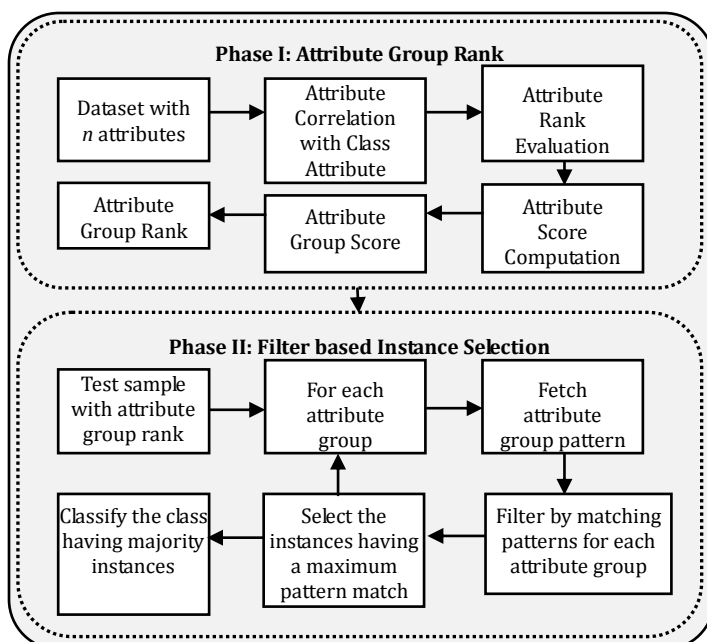 Phase I: Attribute Group Rank
Dataset with
n attributes
Attribute
Correlation
with Class
Attribute
Attribute
Rank
Evaluation
Attribute
Score
Computation
Attribute
Group Score
Attribute
Group Rank
Phase II: Filter based Instance Selection
Test sample
with attribute
group rank
For each
attribute
group
Fetch
attribute
group pattern
Filter by matching
patterns for each
attribute group
Select the
instances having
a maximum
pattern match
Classify the class
having majority
instances